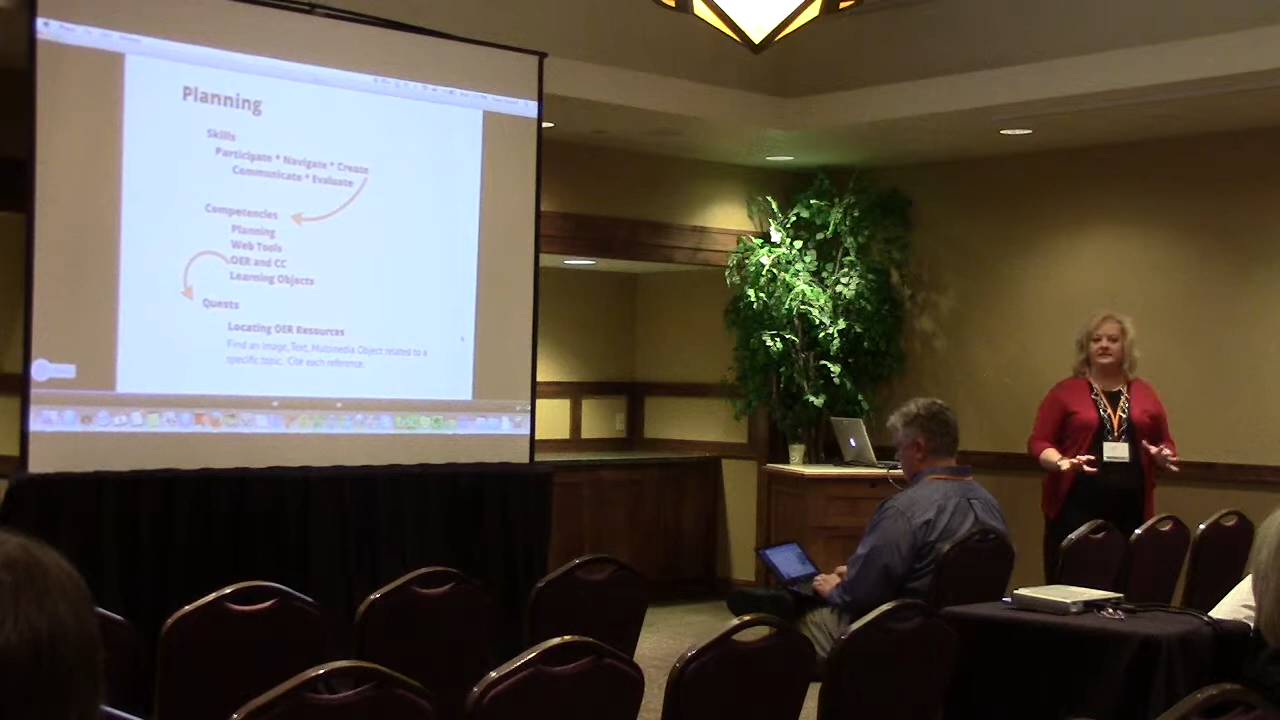 Planning
Skills
Participate * Navigate * Create
Communicate * Evaluate
Competencies
Planning
Web Tools
OER and CC
Learning Objects
Quests
Locating OER Resources
Find an Image, Text, Multimedia Object related to a
specific topic. Cite each reference.